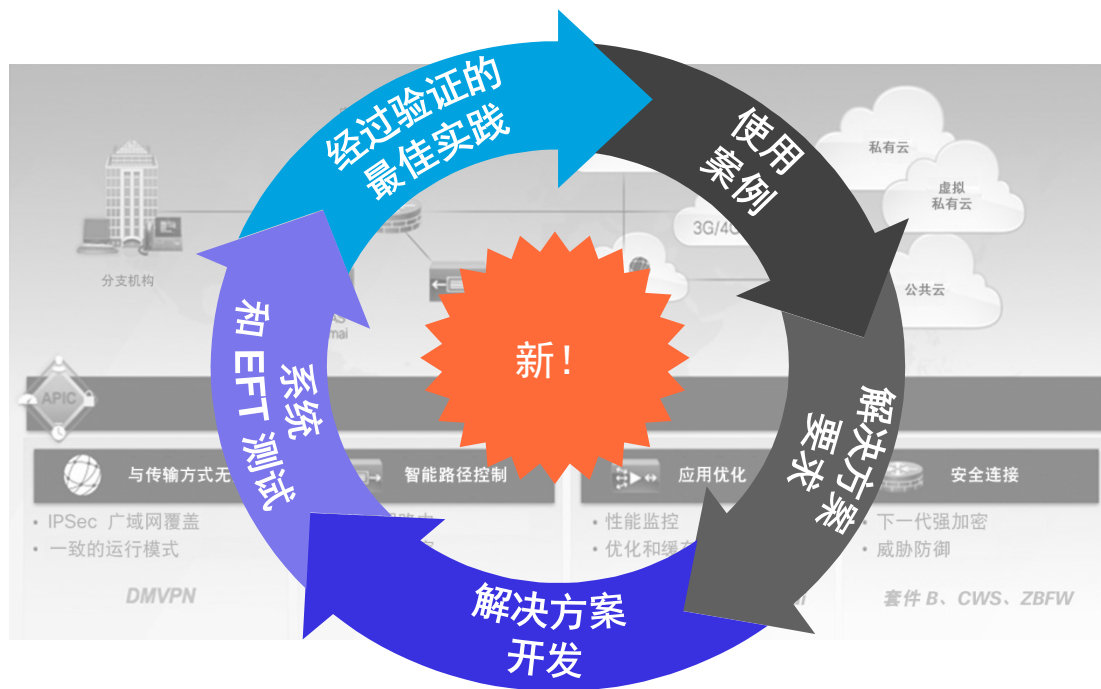 经过验证的
最佳实践
使用
案例
私有云
虚拟
私有云
3G/4G
分支机构
公共云
新！
和 EFT 测试
系统
解决方案
要求
APIC
与传输方式无
智能路径控制
应用优化
安全连接
• IPSec 广域网覆盖
• 一致的运行模式
• 性能监控
• 优化和缓存
• 下一代强加密
• 威胁防御
DMVPN
套件 B、CWS、ZBFW
解决方案
开发